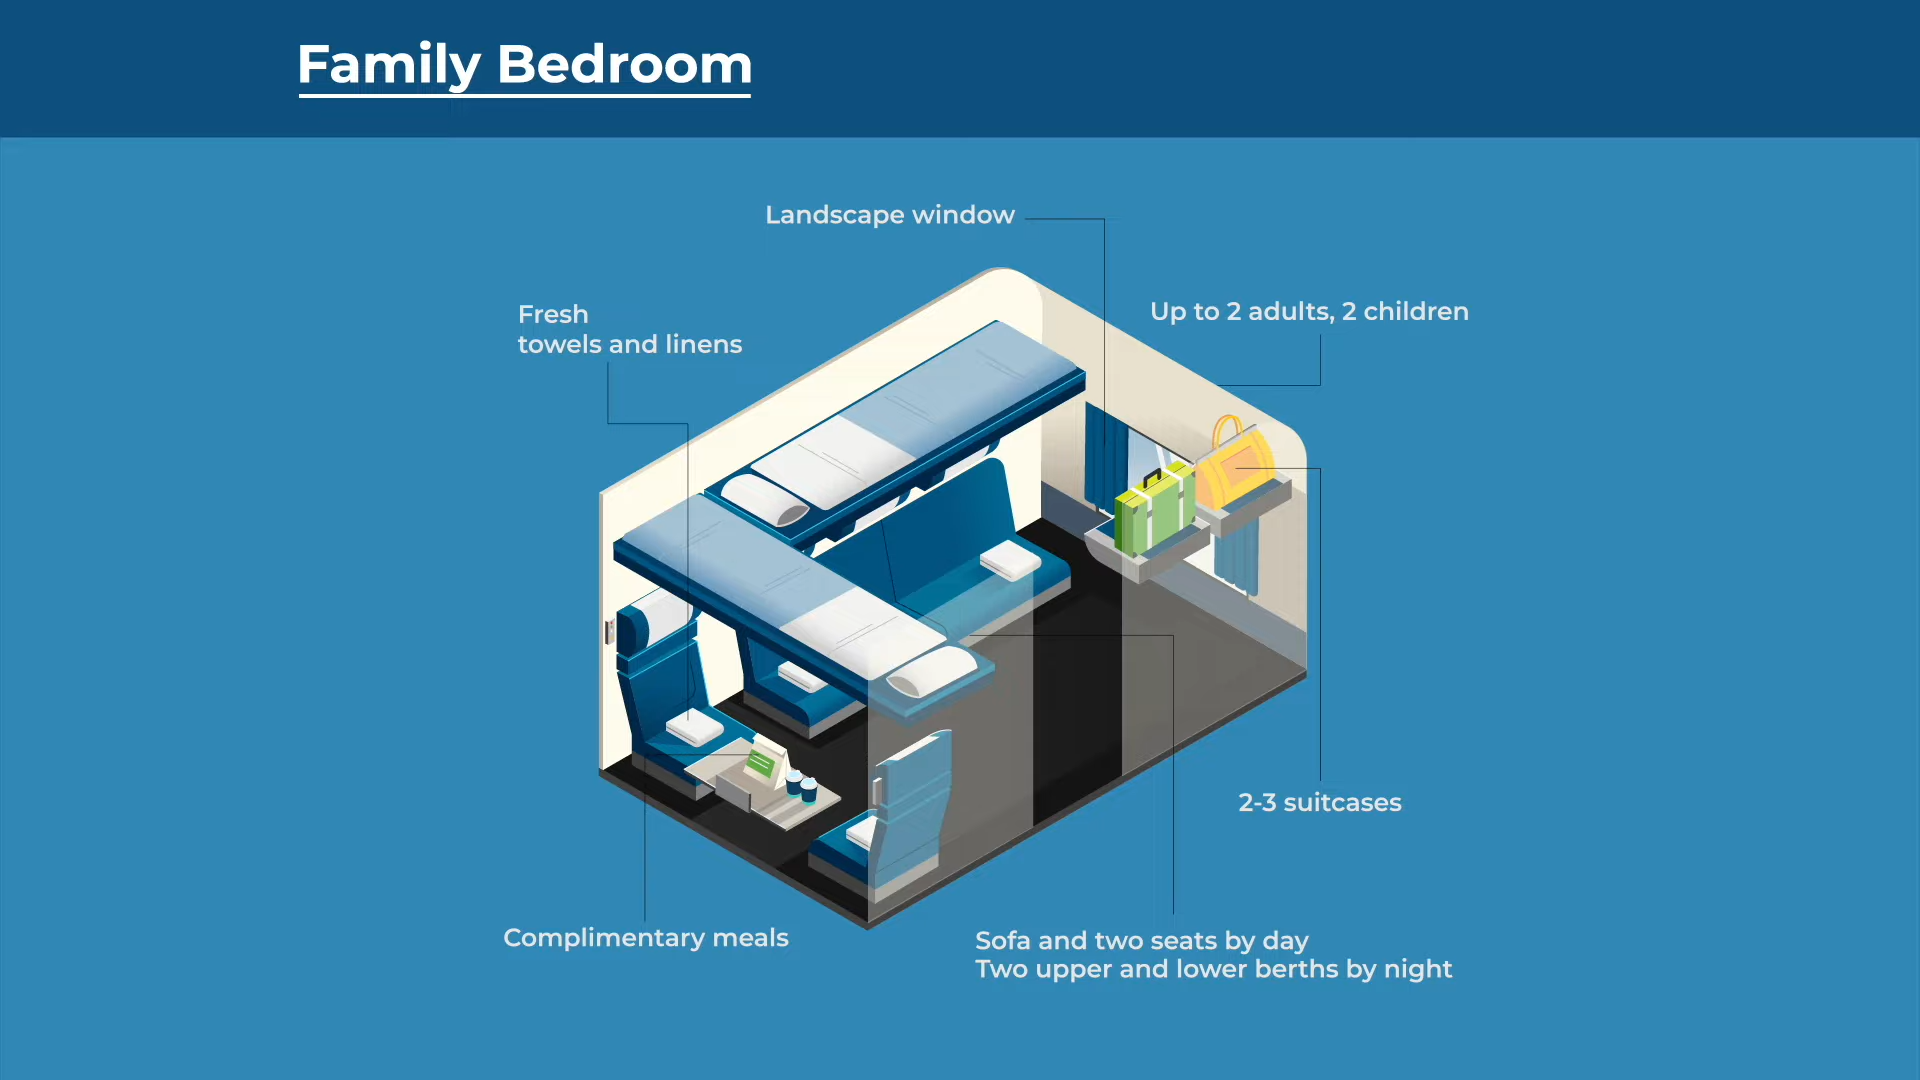 Family Bedroom
Landscape window
Up to 2 adults, 2 children
Fresh
towels and linens
2-3 suitcases
Complimentary meals
Sofa and two seats by day
Two upper and lower berths by night